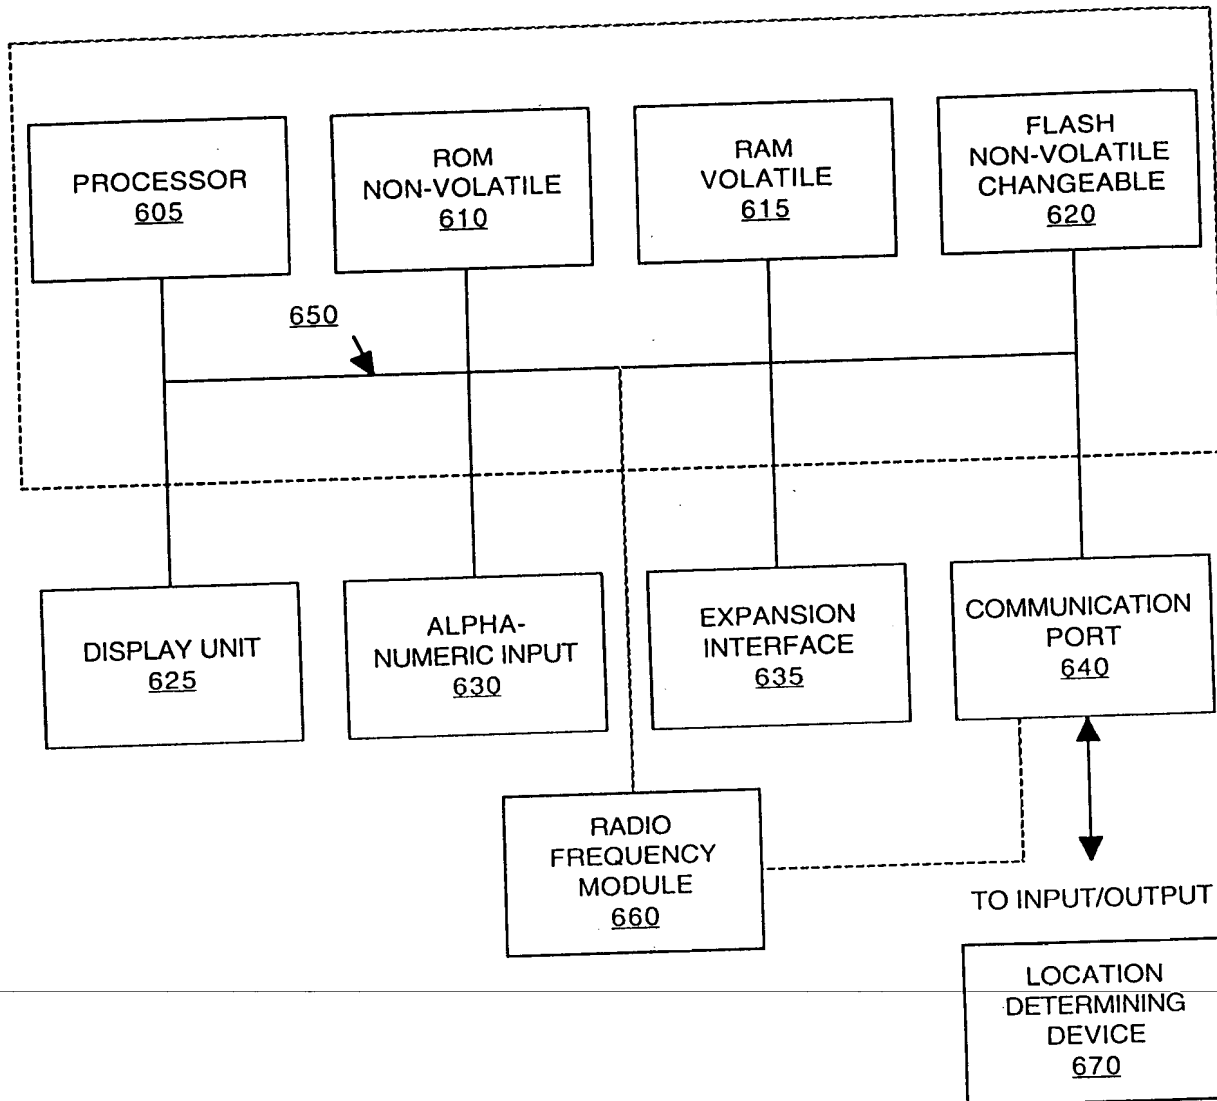 PROCESSOR
605
ROM
NON-VOLATILE
610
RAM
VOLATILE
615
FLASH
NON-VOLATILE
CHANGEABLE
620
650
DISPLAY UNIT
625
ALPHA-
NUMERIC INPUT
630
EXPANSION
INTERFACE
635
COMMUNICATION
PORT
640
RADIO
FREQUENCY
MODULE
660
TO INPUT/OUTPUT
LOCATION
DETERMINING
DEVICE
670